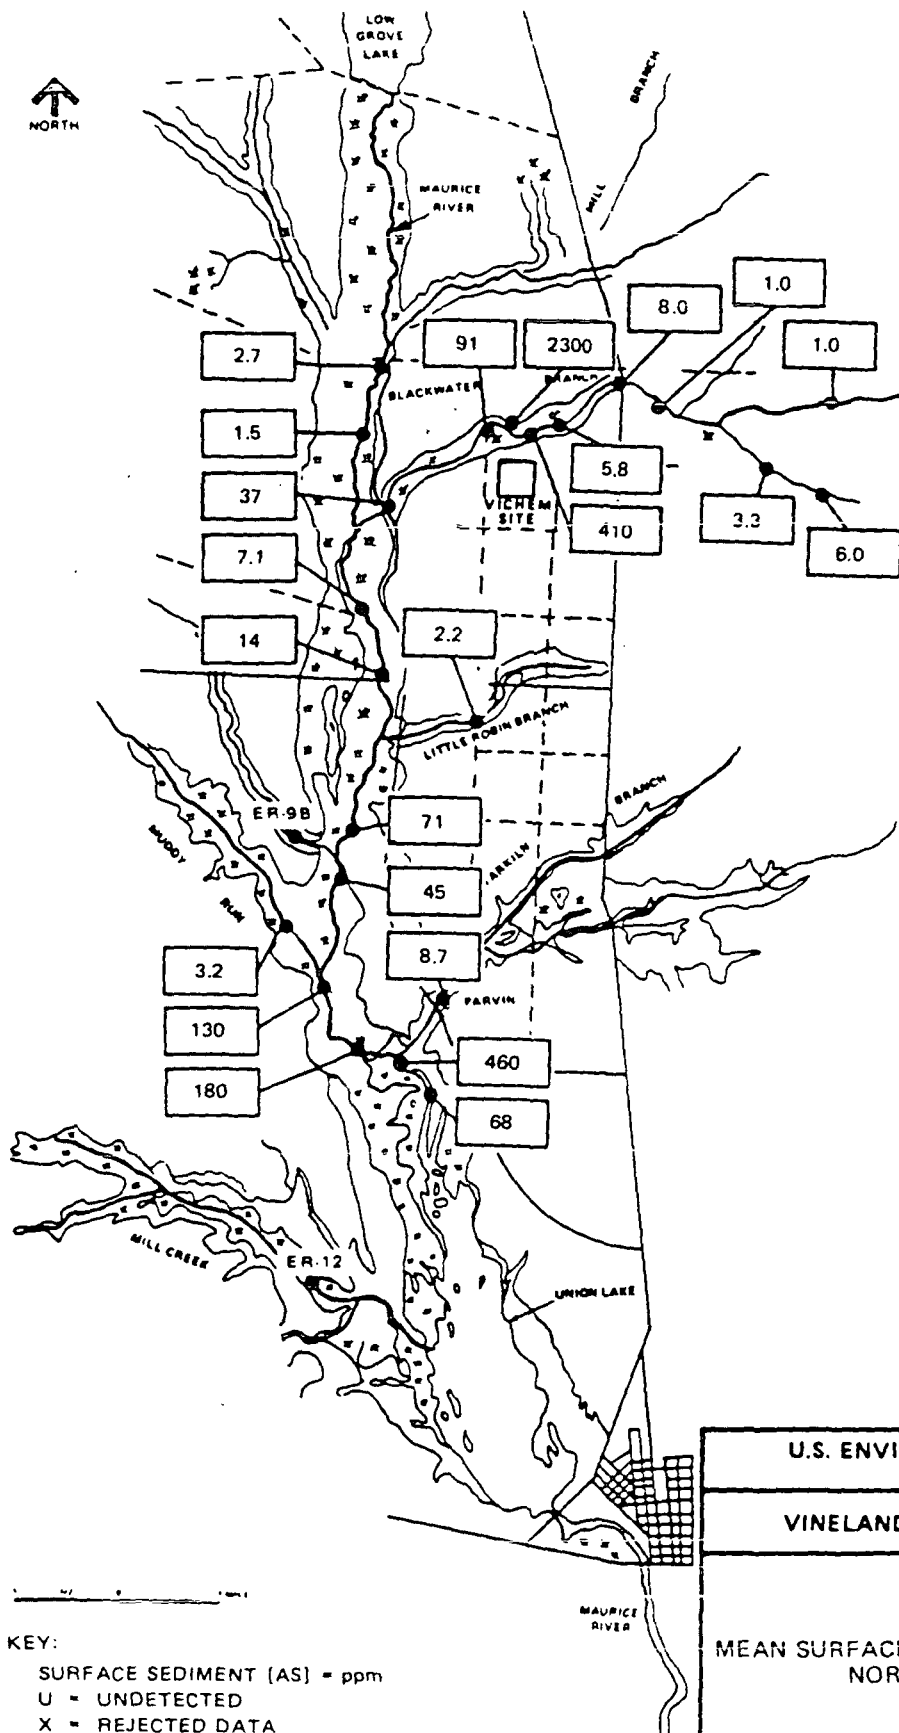 LOW
GROVE
LAKE
NORTH
BRANCH
MILL
MAURICE
RIVER
1.0
8.0
1.0
2.7
91
2300
BLACKWATER
BRANCH
1.5
5.8
37
VICHEM
SITE
410
3.3
6.0
7.1
14
2.2
LITTLE ROBIN BRANCH
BRANCH
ER-9B
71
MUDDY
RUN
ARKILN
45
3.2
8.7
PARVIN
130
460
180
68
MILL CREEK
ER-12
UNION LAKE
U.S. ENVI
VINELAND
MAURICE
RIVER
MEAN SURFACE
NOR
KEY:
SURFACE SEDIMENT [AS] = ppm
U = UNDETECTED
X = REJECTED DATA